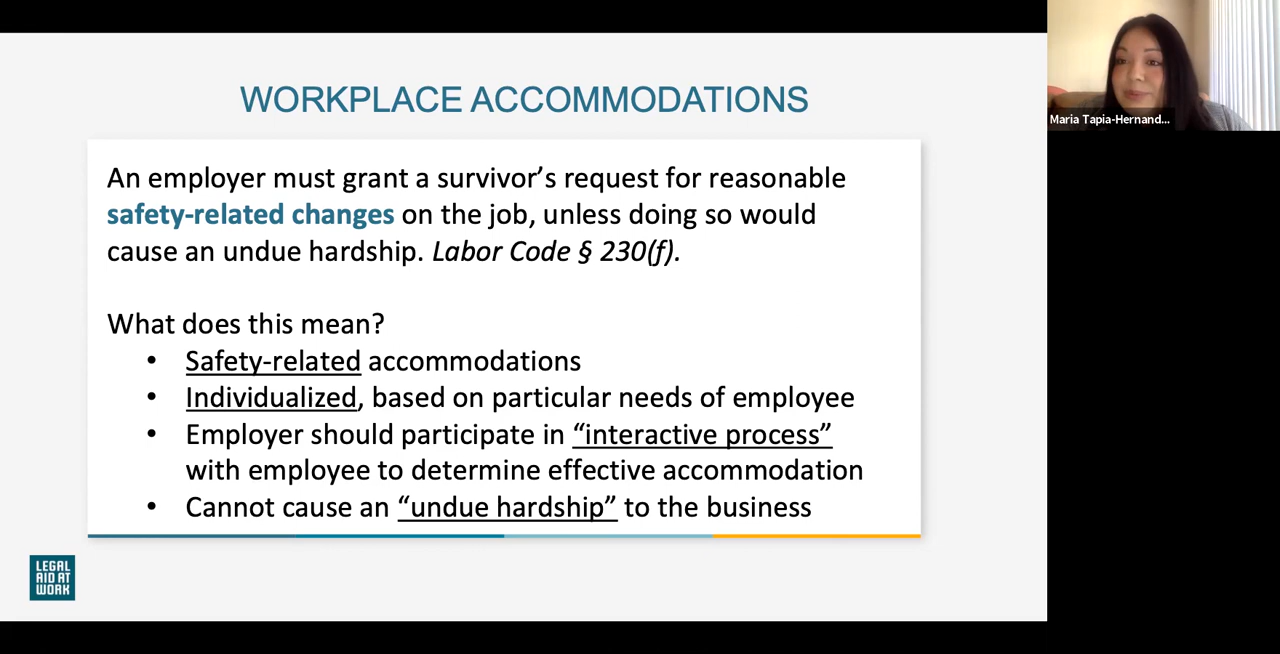 WORKPLACE ACCOMMODATIONS
An employer must grant a survivor’s request for reasonable
safety-related changes on the job, unless doing so would
cause an undue hardship. Labor Code § 230(f).
What does this mean?
• Safety-related accommodations
• Individualized, based on particular needs of employee
• Employer should participate in “interactive process”
with employee to determine effective accommodation
• Cannot cause an “undue hardship” to the business
LEGAL
AID AT
WORK
Maria Tapia-Hernand...